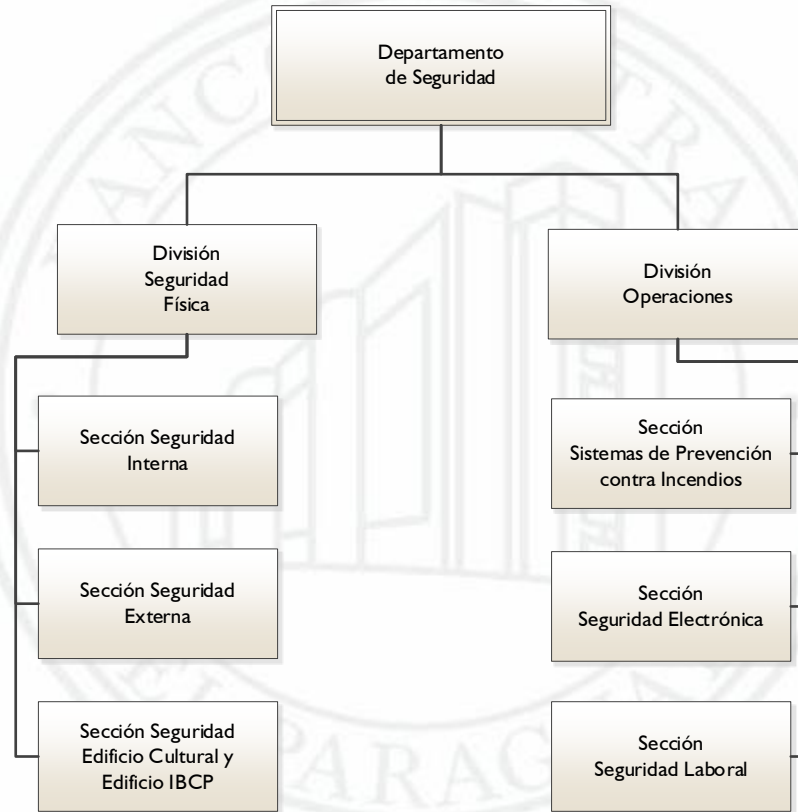 Departamento
de Seguridad
División
Seguridad
Física
División
Operaciones
Sección Seguridad
Interna
Sección
Sistemas de Prevención
contra Incendios
Sección Seguridad
Externa
Sección
Seguridad Electrónica
Sección Seguridad
Edificio Cultural y
Edificio IBCP
Sección
Seguridad Laboral